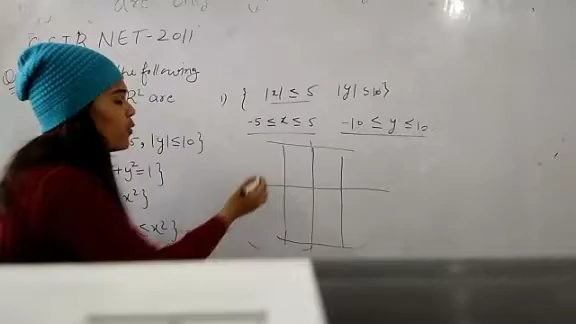 CSIR NET-2011
Q
the following
R² are
5, |y|≤10}
+y²=1}
x²}
≤x²}
1) { |x| ≤ 5 |y| ≤10}
-5 ≤ x ≤ 5 -10 ≤ y ≤ 10